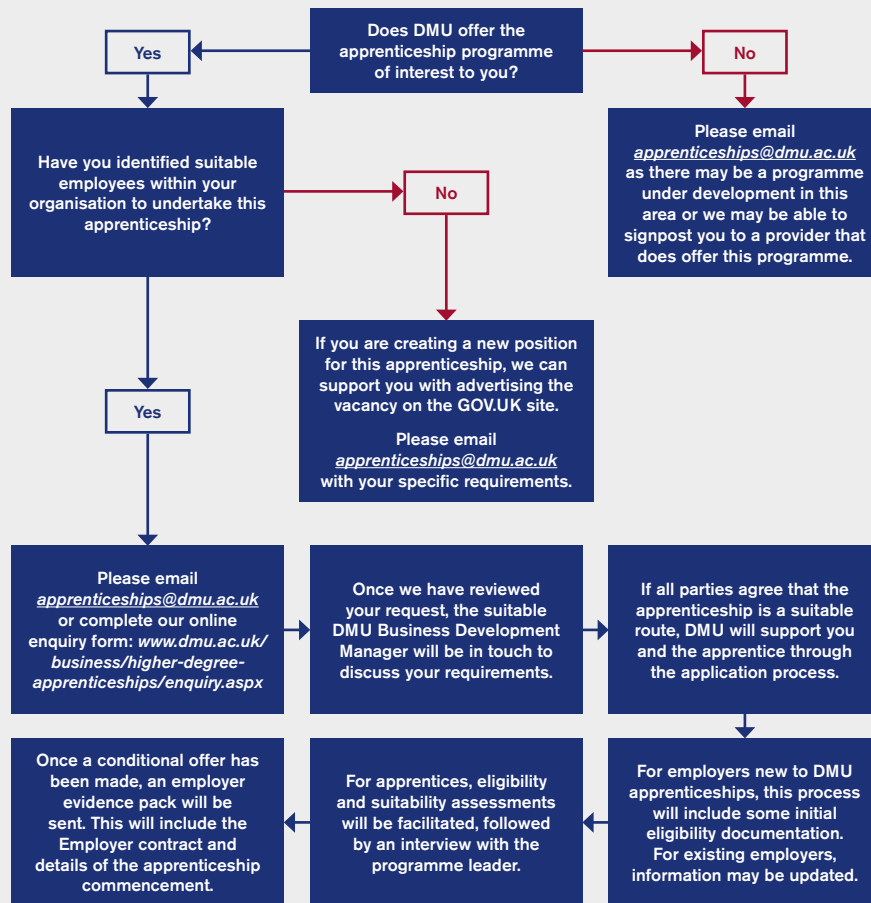 Does DMU offer the
apprenticeship programme
of interest to you?
Yes
No
Have you identified suitable
employees within your
organisation to undertake this
apprenticeship?
No
Please email
apprenticeships@dmu.ac.uk
as there may be a programme
under development in this
area or we may be able to
signpost you to a provider that
does offer this programme.
If you are creating a new position
for this apprenticeship, we can
support you with advertising the
vacancy on the GOV.UK site.
Please email
apprenticeships@dmu.ac.uk
with your specific requirements.
Yes
Please email
apprenticeships@dmu.ac.uk
or complete our online
enquiry form: www.dmu.ac.uk/
business/higher-degree-
apprenticeships/enquiry.aspx
Once we have reviewed
your request, the suitable
DMU Business Development
Manager will be in touch to
discuss your requirements.
If all parties agree that the
apprenticeship is a suitable
route, DMU will support you
and the apprentice through
the application process.
For employers new to DMU
apprenticeships, this process
will include some initial
eligibility documentation.
For existing employers,
information may be updated.
For apprentices, eligibility
and suitability assessments
will be facilitated, followed
by an interview with the
programme leader.
Once a conditional offer has
been made, an employer
evidence pack will be
sent. This will include the
Employer contract and
details of the apprenticeship
commencement.